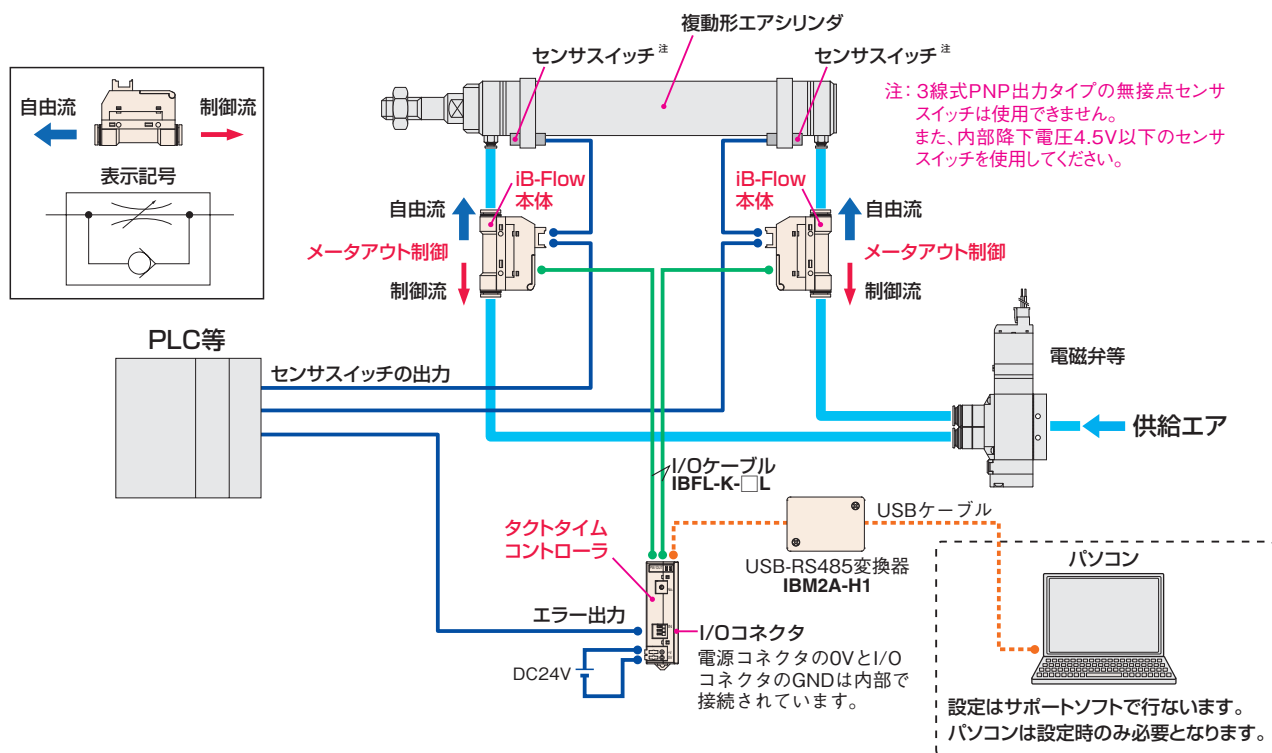 複動形エアシリンダ
センサスイッチ 注
センサスイッチ 注
注：3線式PNP出力タイプの無接点センサ
スイッチは使用できません。
また、内部降下電圧4.5V以下のセンサ
スイッチを使用してください。
自由流
制御流
表示記号
iB-Flow
本体
自由流
メータアウト制御
制御流
iB-Flow
本体
自由流
メータアウト制御
制御流
PLC等
センサスイッチの出力
電磁弁等
供給エア
I/Oケーブル
IBFL-K-□L
USBケーブル
タクトタイム
コントローラ
USB-RS485変換器
IBM2A-H1
エラー出力
DC24V
I/Oコネクタ
電源コネクタの0VとI/O
コネクタのGNDは内部で
接続されています。
パソコン
設定はサポートソフトで行ないます。
パソコンは設定時のみ必要となります。